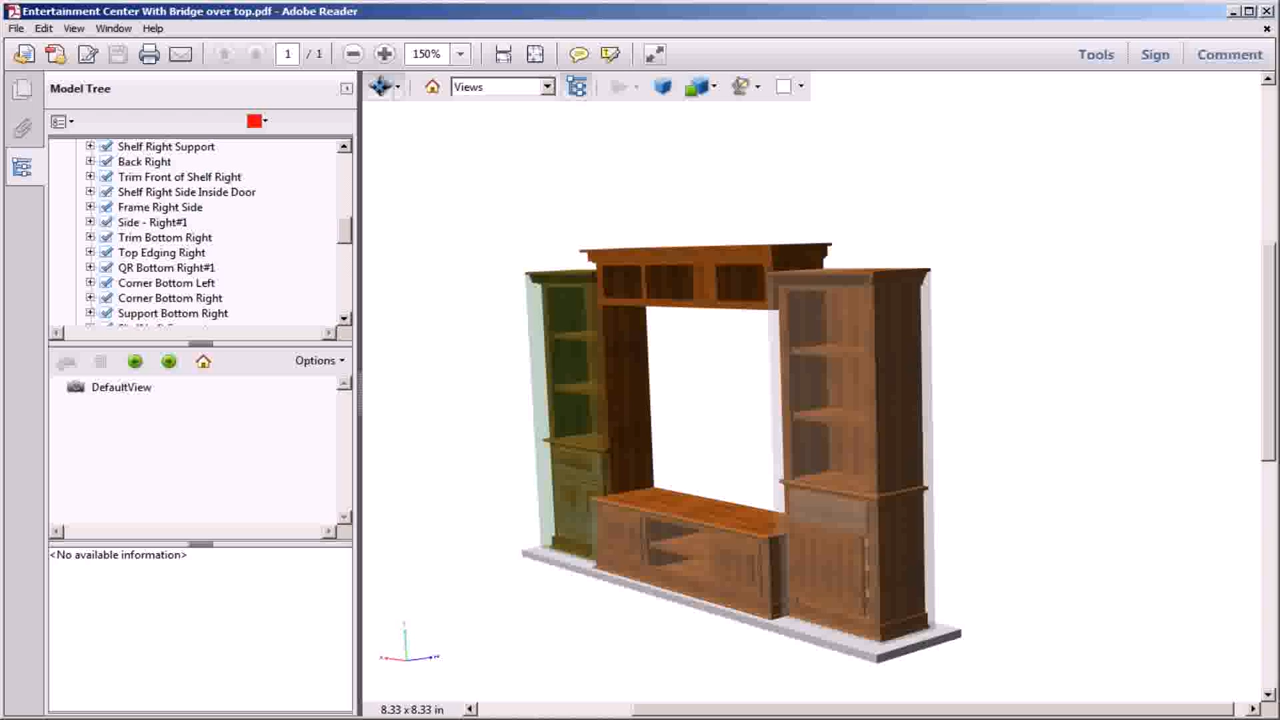 Entertainment Center With Bridge over top.pdf - Adobe Reader
File Edit View Window Help
1 / 1 150% Tools Sign Comment
Model Tree
Views
Shelf Right Support
Back Right
Trim Front of Shelf Right
Shelf Right Side Inside Door
Frame Right Side
Side - Right#1
Trim Bottom Right
Top Edging Right
QR Bottom Right#1
Corner Bottom Left
Corner Bottom Right
Support Bottom Right
Options
DefaultView
<No available information>
8.33 x 8.33 in